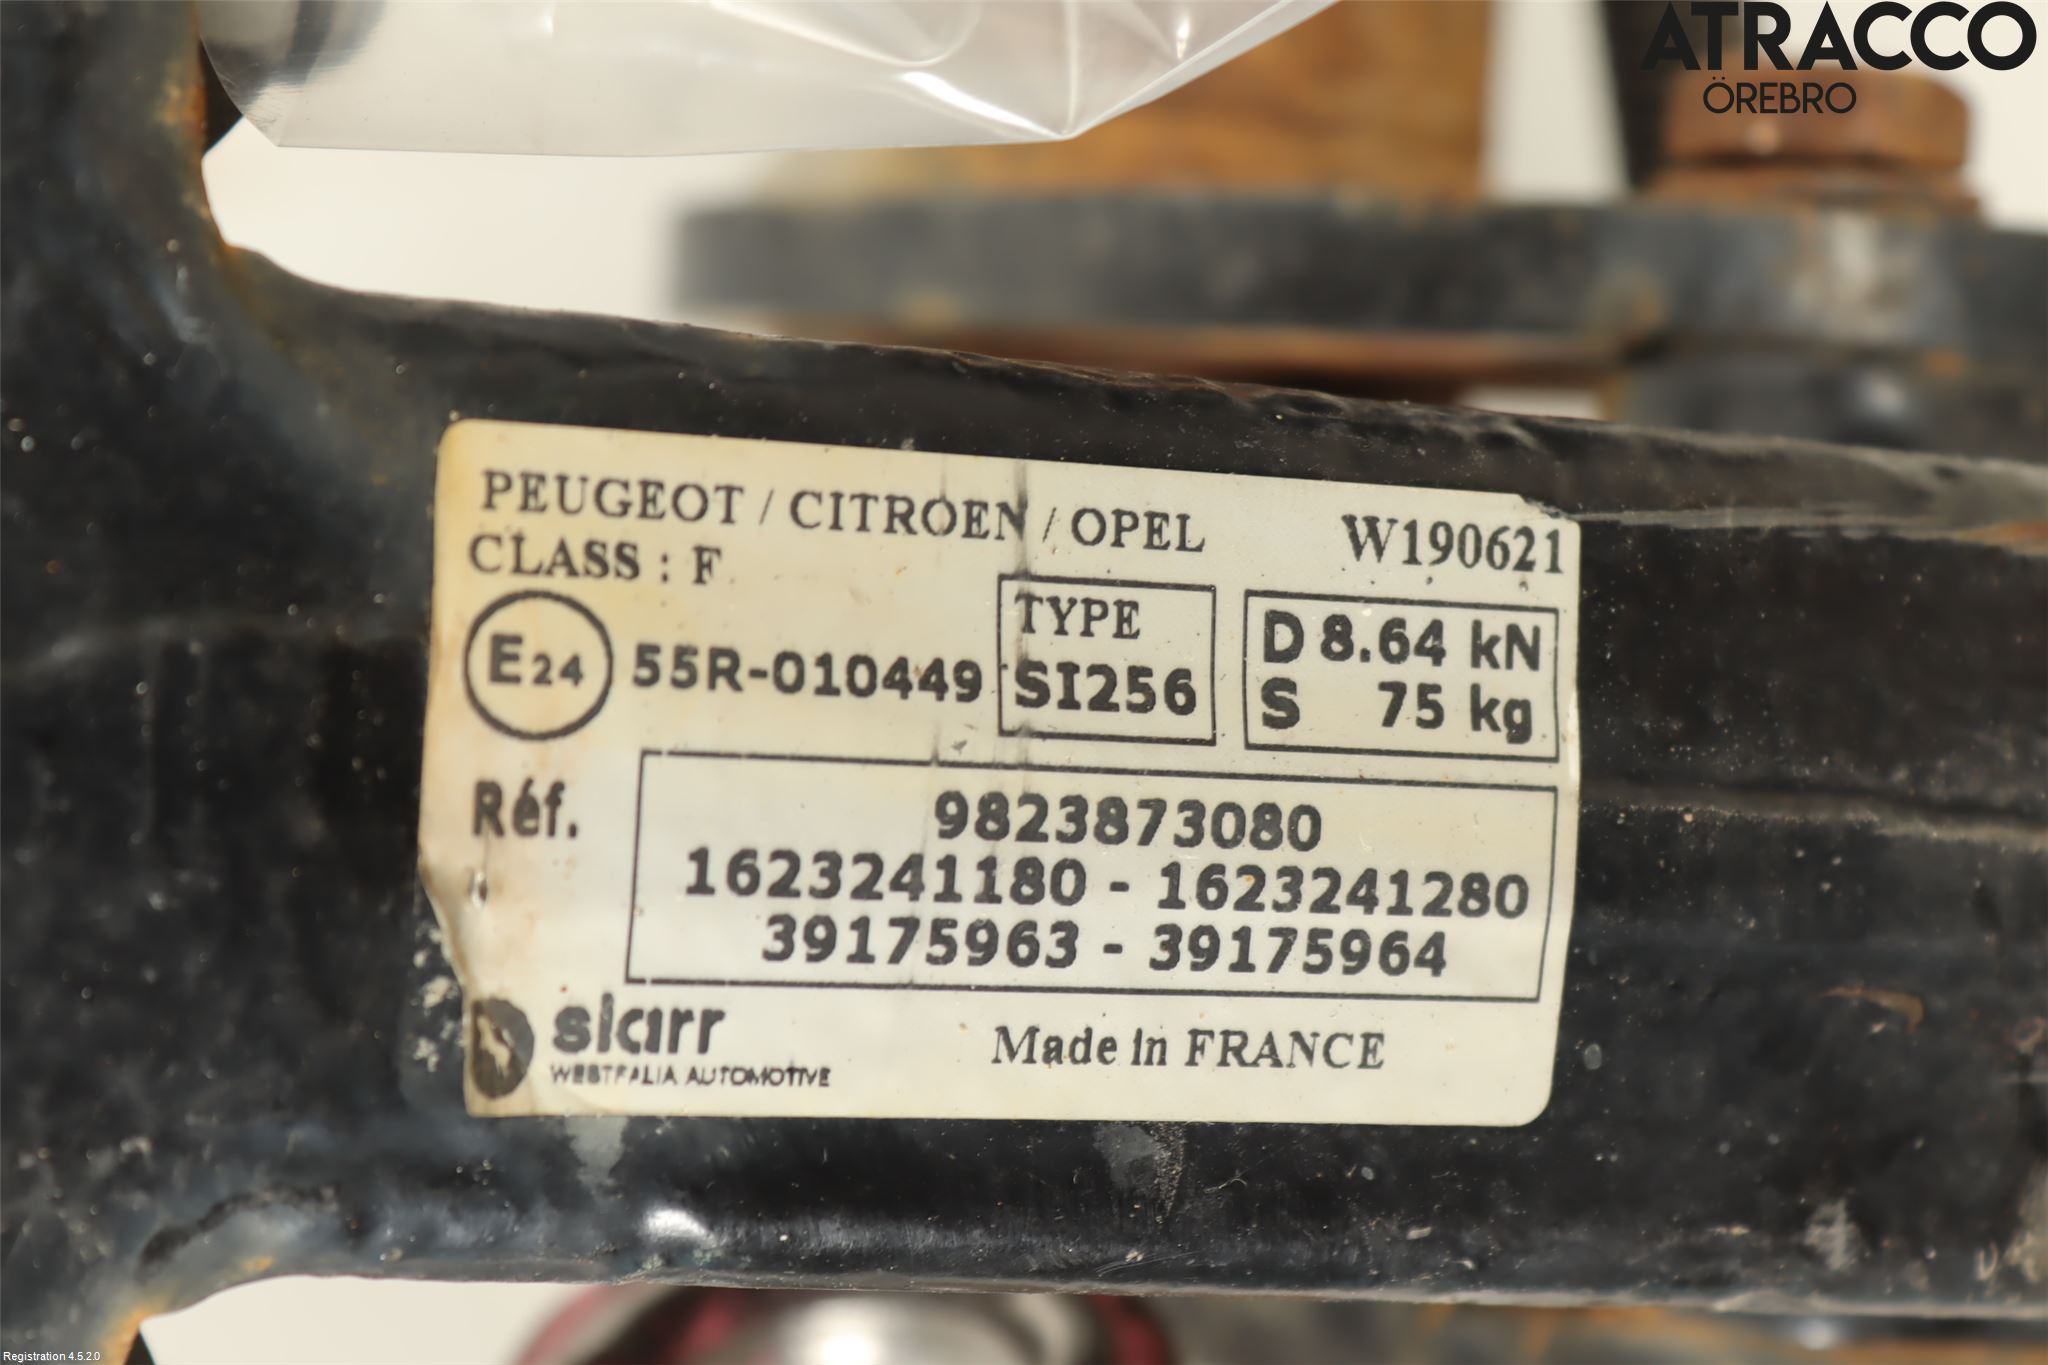 ATRACCO
ÖREBRO
PEUGEOT / CITROEN / OPEL W190621
CLASS : F
E24 55R-010449 TYPE SI256
D 8.64 kN
S 75 kg
Réf. 9823873080
1623241180 - 1623241280
39175963 - 39175964
siarr
WESTFALIA AUTOMOTIVE
Made in FRANCE
Registration 4.5.2.0